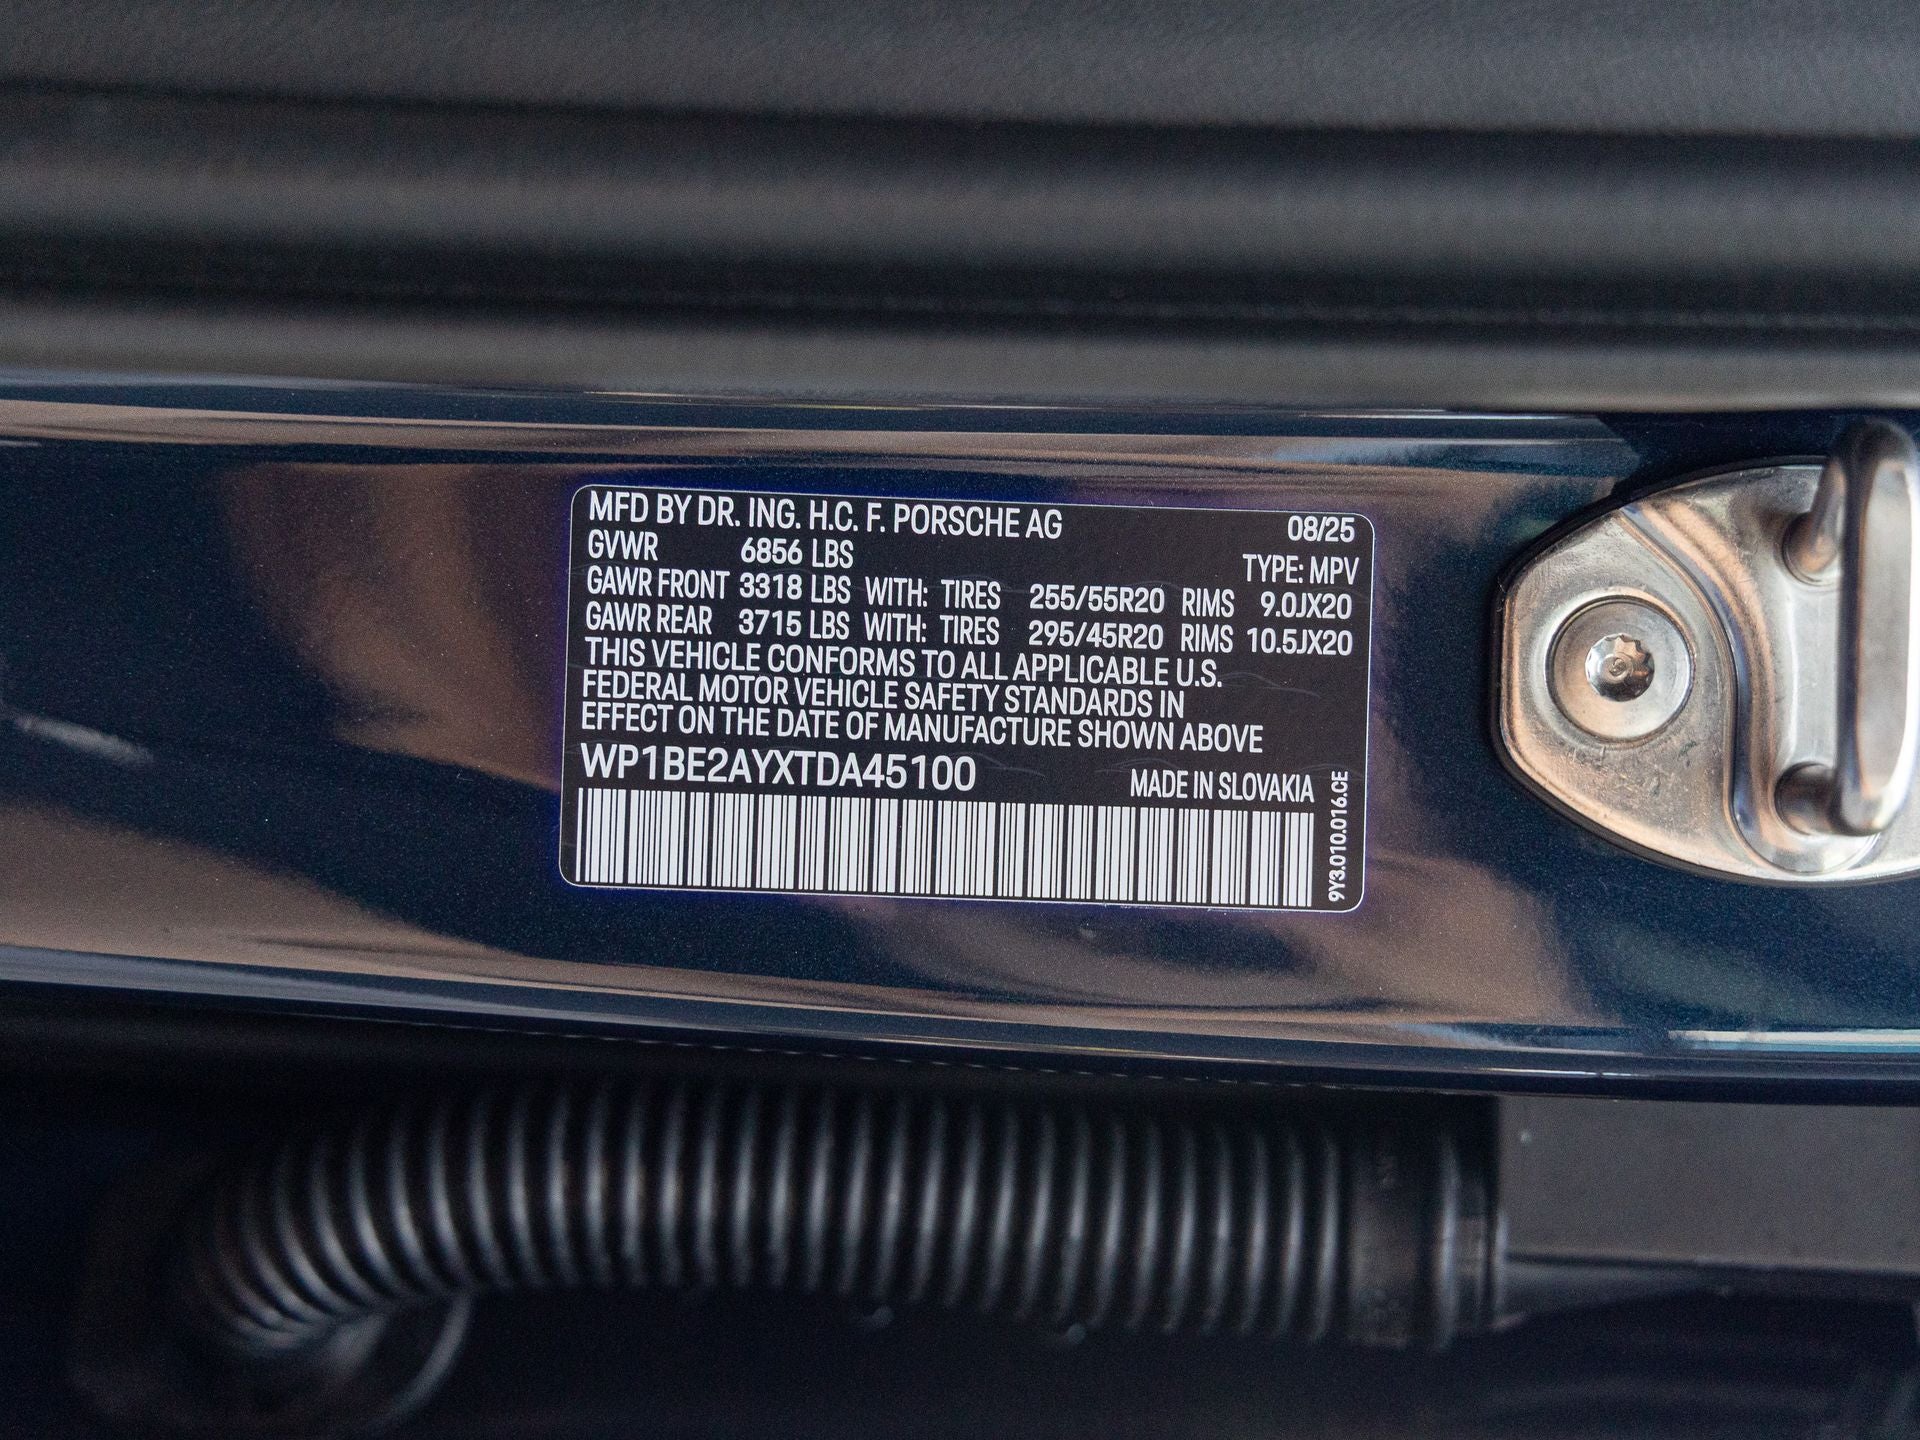 MFD BY DR. ING. H.C. F. PORSCHE AG 08/25
GVWR 6856 LBS TYPE: MPV
GAWR FRONT 3318 LBS WITH: TIRES 255/55R20 RIMS 9.0JX20
GAWR REAR 3715 LBS WITH: TIRES 295/45R20 RIMS 10.5JX20
THIS VEHICLE CONFORMS TO ALL APPLICABLE U.S.
FEDERAL MOTOR VEHICLE SAFETY STANDARDS IN
EFFECT ON THE DATE OF MANUFACTURE SHOWN ABOVE
WP1BE2AYXTDA45100 MADE IN SLOVAKIA
9Y3.010.016.CE